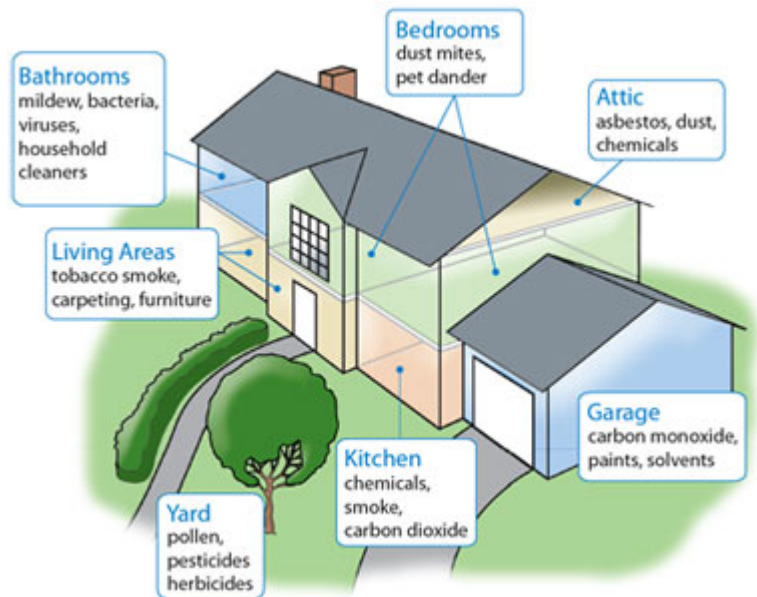 Bathrooms
mildew, bacteria,
viruses,
household
cleaners
Bedrooms
dust mites,
pet dander
Attic
asbestos, dust,
chemicals
Living Areas
tobacco smoke,
carpeting, furniture
Garage
carbon monoxide,
paints, solvents
Kitchen
chemicals,
smoke,
carbon dioxide
Yard
pollen,
pesticides
herbicides